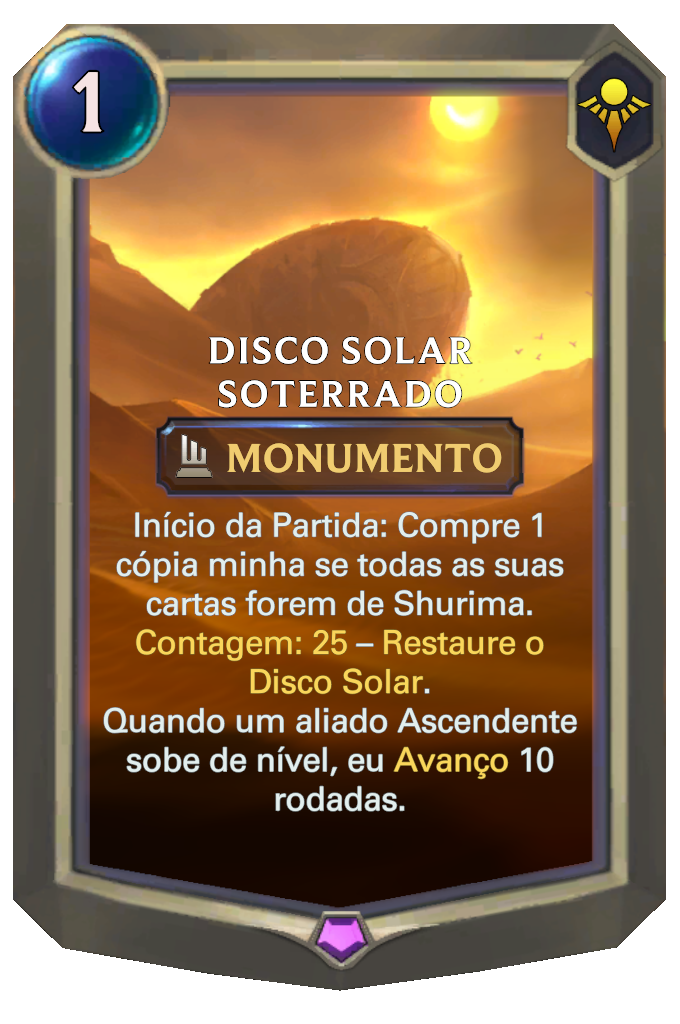 1
DISCO SOLAR
SOTERRADO
MONUMENTO
Início da Partida: Compre 1
cópia minha se todas as suas
cartas forem de Shurima.
Contagem: 25 – Restaure o
Disco Solar.
Quando um aliado Ascendente
sobe de nível, eu Avanço 10
rodadas.